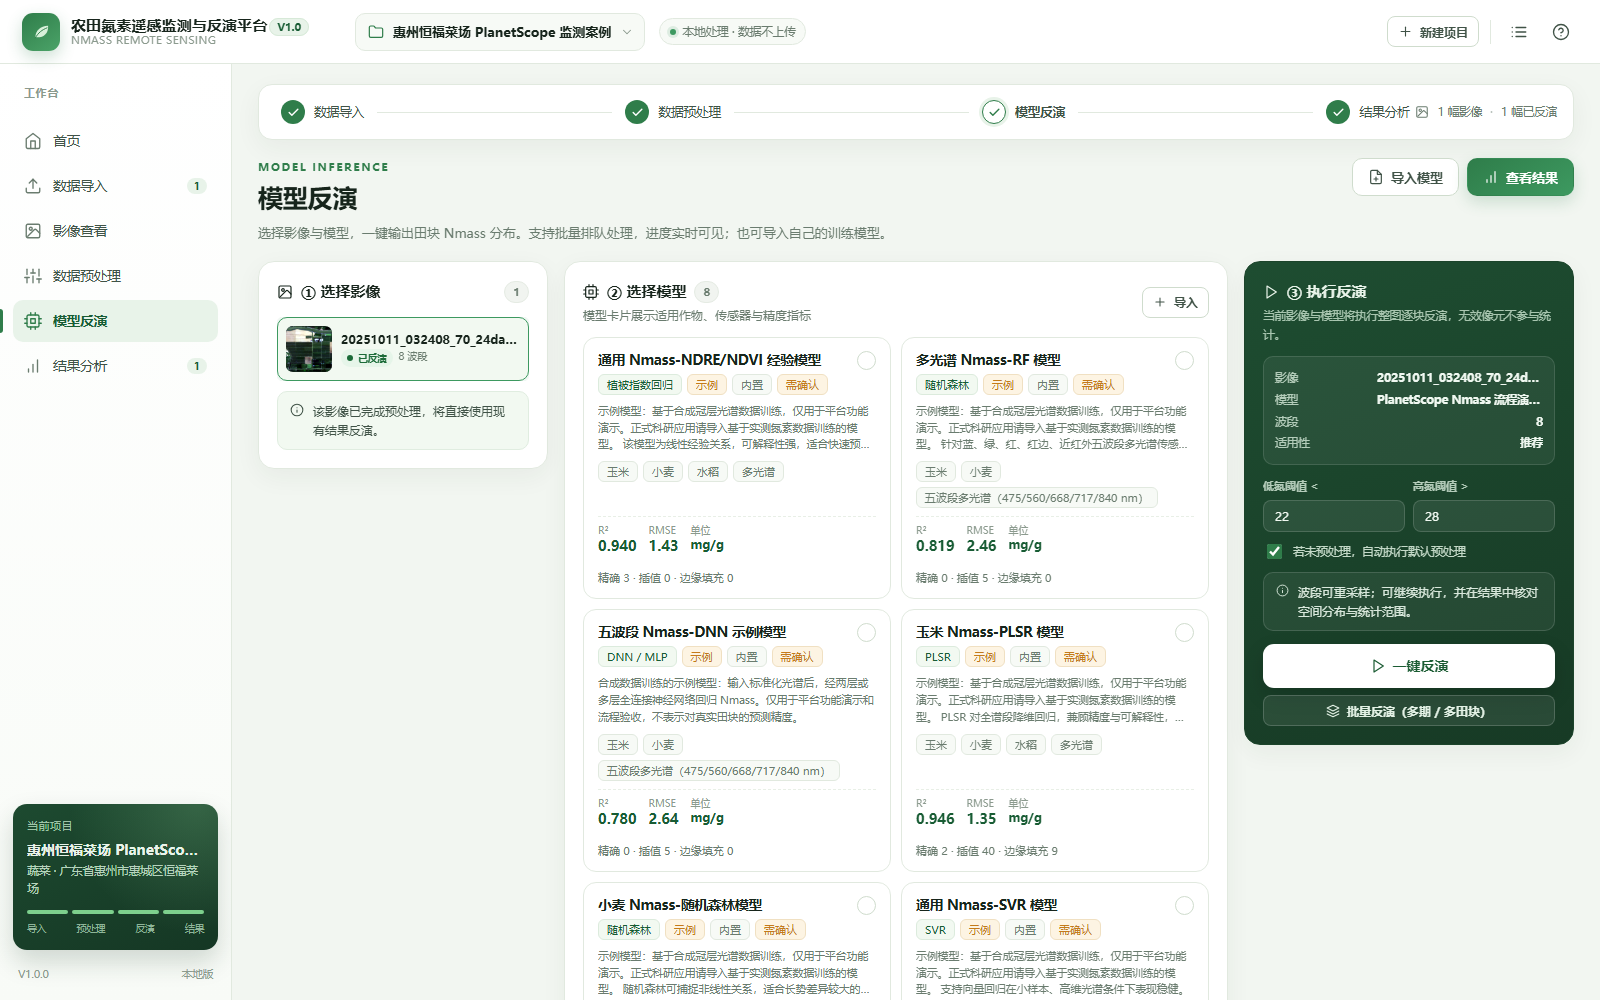 农田氮素遥感监测与反演平台 V1.0
NMASS REMOTE SENSING
惠州恒福菜场 PlanetScope 监测案例
本地处理 · 数据不上传
新建项目
工作台
首页
数据导入 1
影像查看
数据预处理
模型反演
结果分析 1
当前项目
惠州恒福菜场 PlanetSco...
蔬菜 · 广东省惠州市惠城区恒福菜
场
导入 预处理 反演 结果
V1.0.0 本地版
数据导入
数据预处理
模型反演
结果分析 1 幅影像 · 1 幅已反演
MODEL INFERENCE
模型反演
选择影像与模型，一键输出田块 Nmass 分布。支持批量排队处理，进度实时可见；也可导入自己的训练模型。
导入模型
查看结果
① 选择影像 1
20251011_032408_70_24da...
已反演 8 波段
该影像已完成预处理，将直接使用现
有结果反演。
② 选择模型 8
模型卡片展示适用作物、传感器与精度指标
导入
通用 Nmass-NDRE/NDVI 经验模型
植被指数回归 示例 内置 需确认
示例模型：基于合成冠层光谱数据训练，仅用于平台功能
演示。正式科研应用请导入基于实测氮素数据训练的模
型。 该模型为线性经验关系，可解释性强，适合快速预...
玉米 小麦 水稻 多光谱
R² RMSE 单位
0.940 1.43 mg/g
精确 3 · 插值 0 · 边缘填充 0
多光谱 Nmass-RF 模型
随机森林 示例 内置 需确认
示例模型：基于合成冠层光谱数据训练，仅用于平台功能
演示。正式科研应用请导入基于实测氮素数据训练的模
型。 针对蓝、绿、红、红边、近红外五波段多光谱传感...
玉米 小麦
五波段多光谱（475/560/668/717/840 nm）
R² RMSE 单位
0.819 2.46 mg/g
精确 0 · 插值 5 · 边缘填充 0
五波段 Nmass-DNN 示例模型
DNN / MLP 示例 内置 需确认
合成数据训练的示例模型：输入标准化光谱后，经两层或
多层全连接神经网络回归 Nmass。仅用于平台功能演示和
流程验收，不表示对真实田块的预测精度。
玉米 小麦
五波段多光谱（475/560/668/717/840 nm）
R² RMSE 单位
0.780 2.64 mg/g
精确 0 · 插值 5 · 边缘填充 0
玉米 Nmass-PLSR 模型
PLSR 示例 内置 需确认
示例模型：基于合成冠层光谱数据训练，仅用于平台功能
演示。正式科研应用请导入基于实测氮素数据训练的模
型。 PLSR 对全谱段降维回归，兼顾精度与可解释性，...
玉米 小麦 水稻 多光谱
R² RMSE 单位
0.946 1.35 mg/g
精确 2 · 插值 40 · 边缘填充 9
小麦 Nmass-随机森林模型
随机森林 示例 内置 需确认
示例模型：基于合成冠层光谱数据训练，仅用于平台功能
演示。正式科研应用请导入基于实测氮素数据训练的模
型。 随机森林可捕捉非线性关系，适合长势差异较大的...
通用 Nmass-SVR 模型
SVR 示例 内置 需确认
示例模型：基于合成冠层光谱数据训练，仅用于平台功能
演示。正式科研应用请导入基于实测氮素数据训练的模
型。 支持向量回归在小样本、高维光谱条件下表现稳健。
③ 执行反演
当前影像与模型将执行整图逐块反演，无效像元不参与统
计。
影像 20251011_032408_70_24d...
模型 PlanetScope Nmass 流程演...
波段 8
适用性 推荐
低氮阈值 < 高氮阈值 >
22 28
若未预处理，自动执行默认预处理
波段可重采样；可继续执行，并在结果中核对
空间分布与统计范围。
一键反演
批量反演（多期 / 多田块）